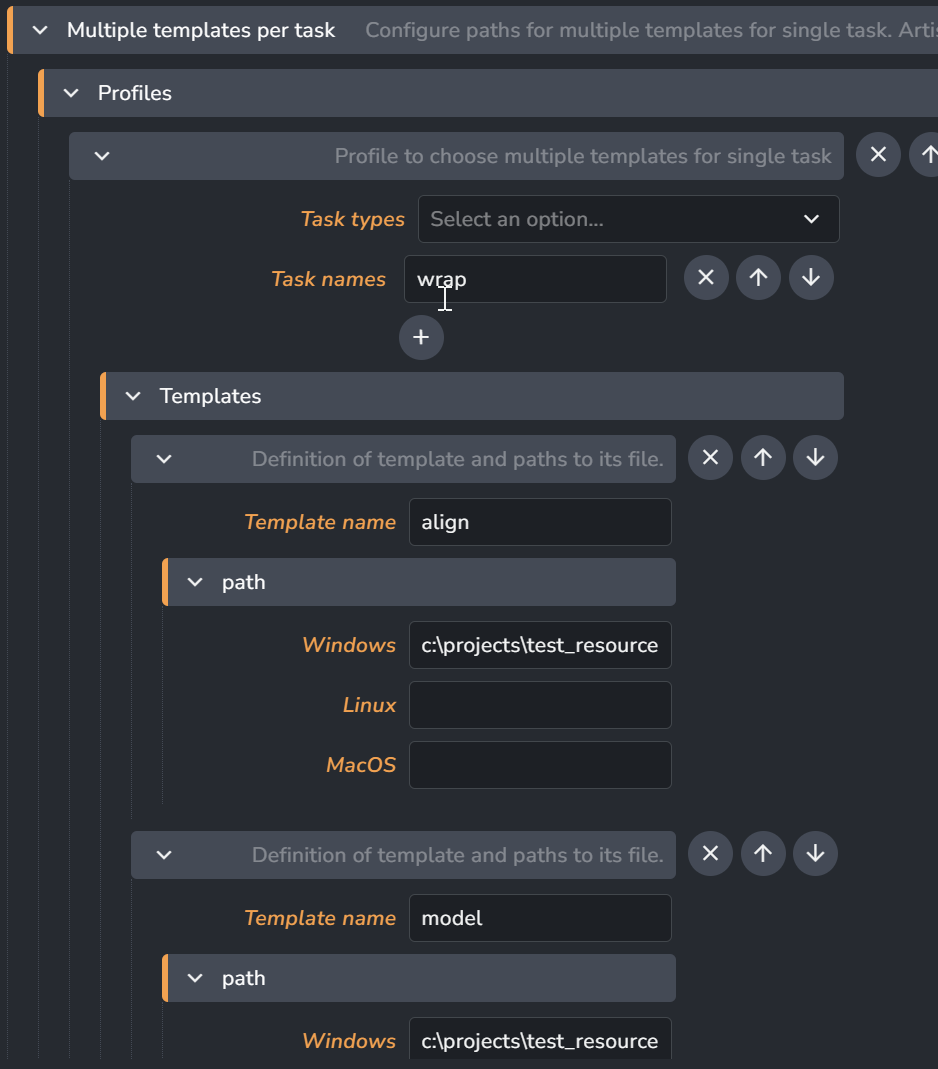 Multiple templates per task Configure paths for multiple templates for single task. Arti
Profiles
Profile to choose multiple templates for single task
Task types Select an option...
Task names wrap
Templates
Definition of template and paths to its file.
Template name align
path
Windows c:\projects\test_resource
Linux
MacOS
Definition of template and paths to its file.
Template name model
path
Windows c:\projects\test_resource